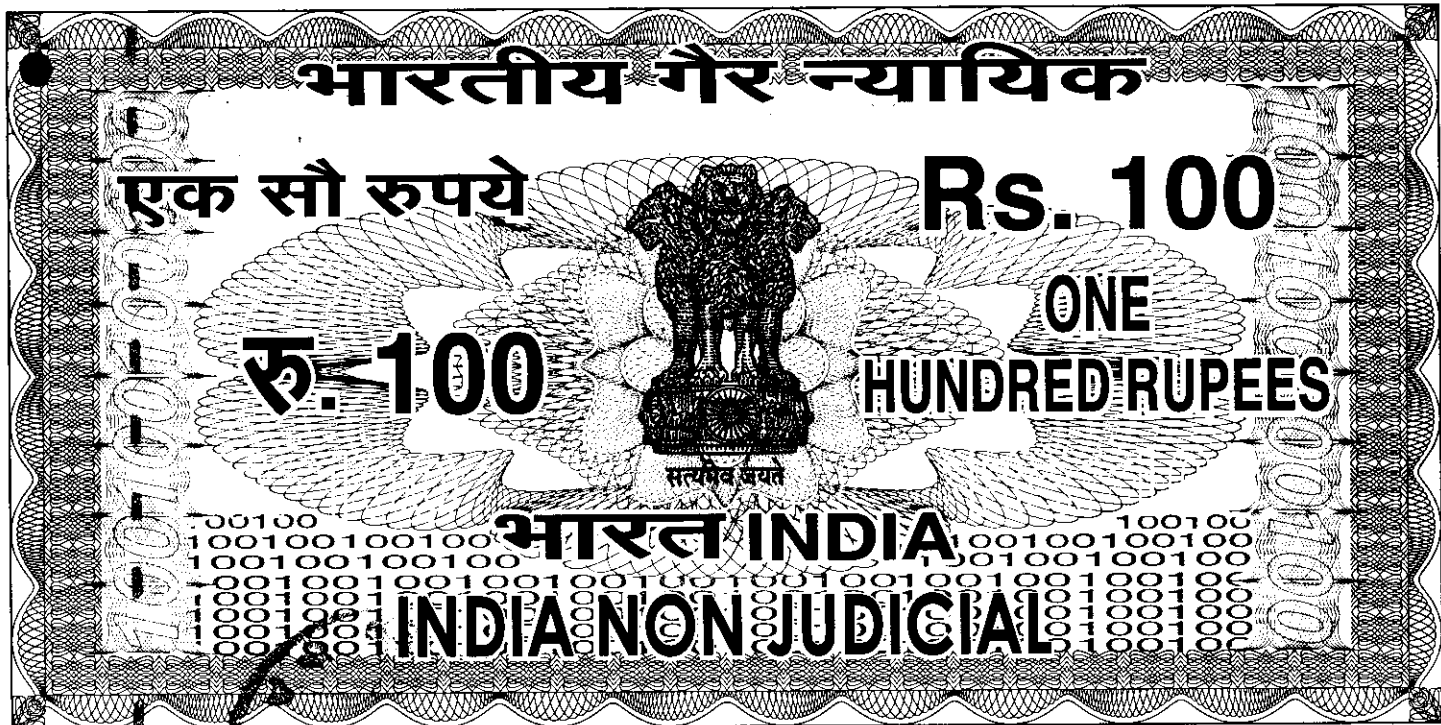 भारतीय गैर न्यायिक
एक सौ रुपये
Rs. 100
रु. 100
ONE
HUNDRED RUPEES
सत्यमेव जयते
भारत INDIA
INDIA NON JUDICIAL